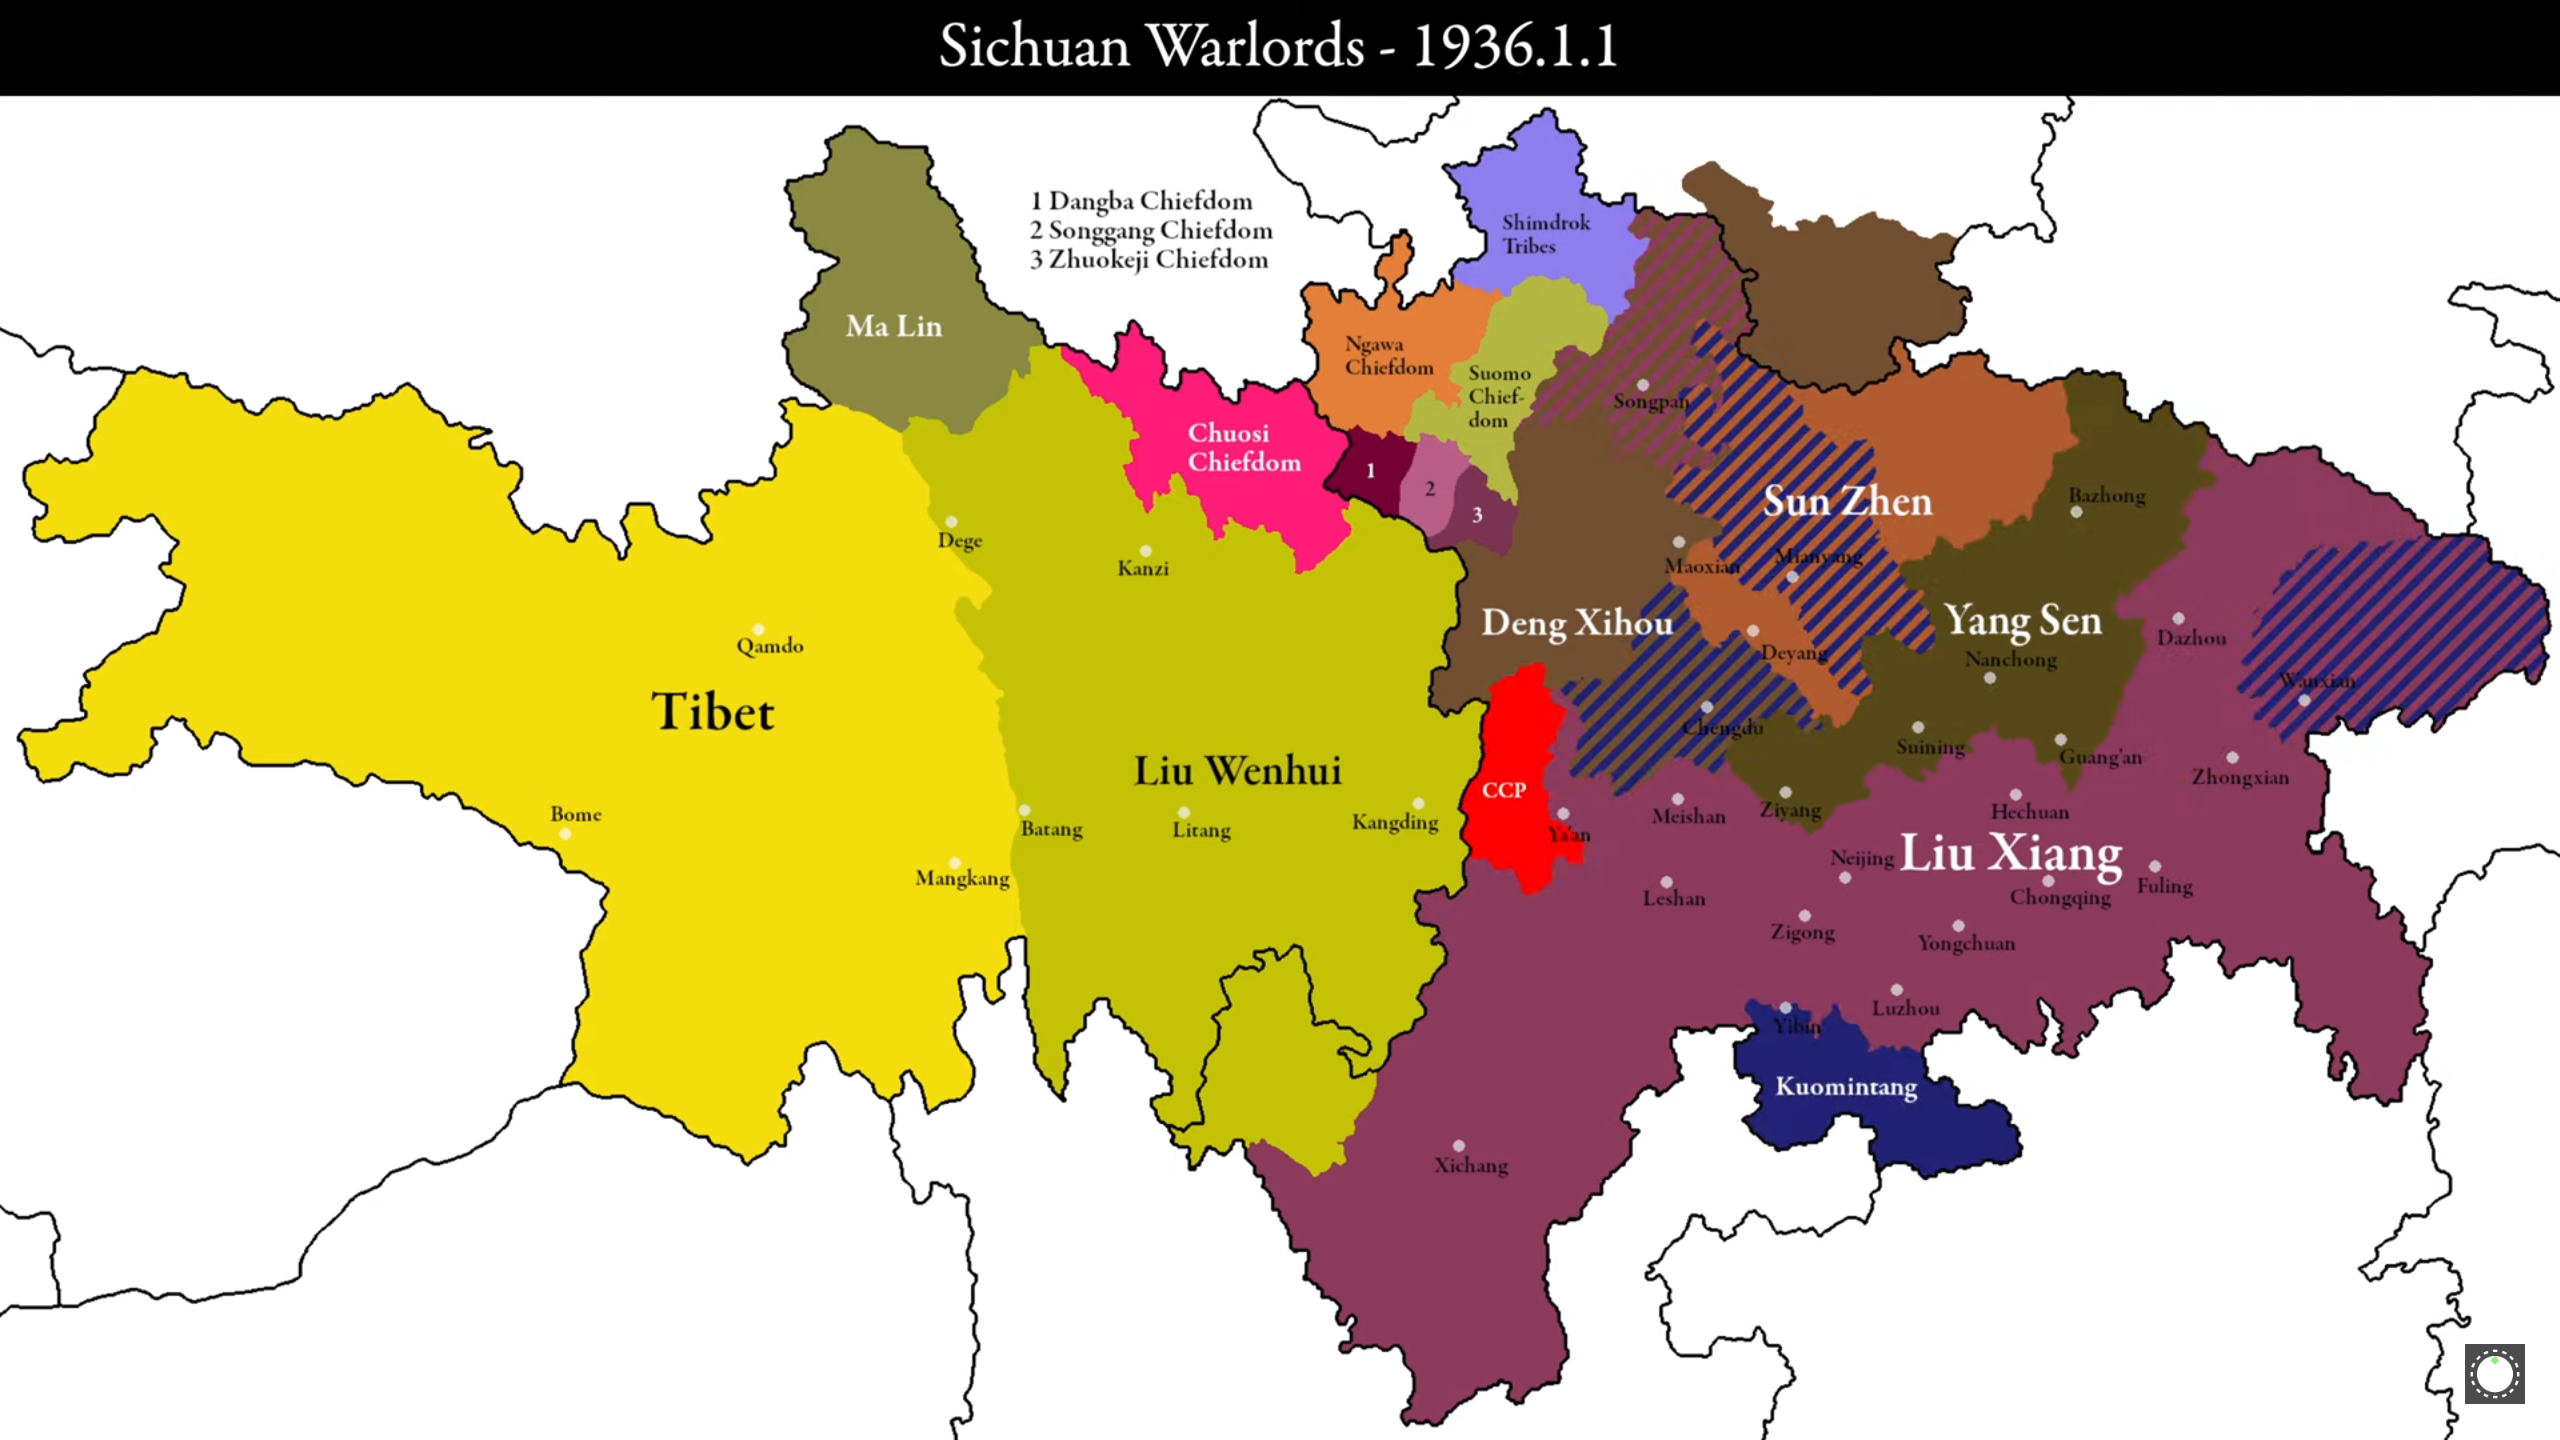 Sichuan Warlords - 1936.1.1
1 Dangba Chiefdom
2 Songgang Chiefdom
3 Zhuokeji Chiefdom
Shimdrok
Tribes
Ma Lin
Ngawa
Chiefdom
Suomo
Chief-
dom
Songpan
Chuosi
Chiefdom
1
2
3
Sun Zhen
Bazhong
Dege
Kanzi
Maoxian
Mianyang
Deng Xihou
Yang Sen
Dazhou
Qamdo
Deyang
Nanchong
Wanxian
Tibet
Chengdu
Suining
Guang'an
Liu Wenhui
Zhongxian
CCP
Bome
Batang
Litang
Kangding
Ya'an
Meishan
Ziyang
Hechuan
Neijing
Liu Xiang
Mangkang
Leshan
Chongqing
Fuling
Zigong
Yongchuan
Luzhou
Yibin
Kuomintang
Xichang